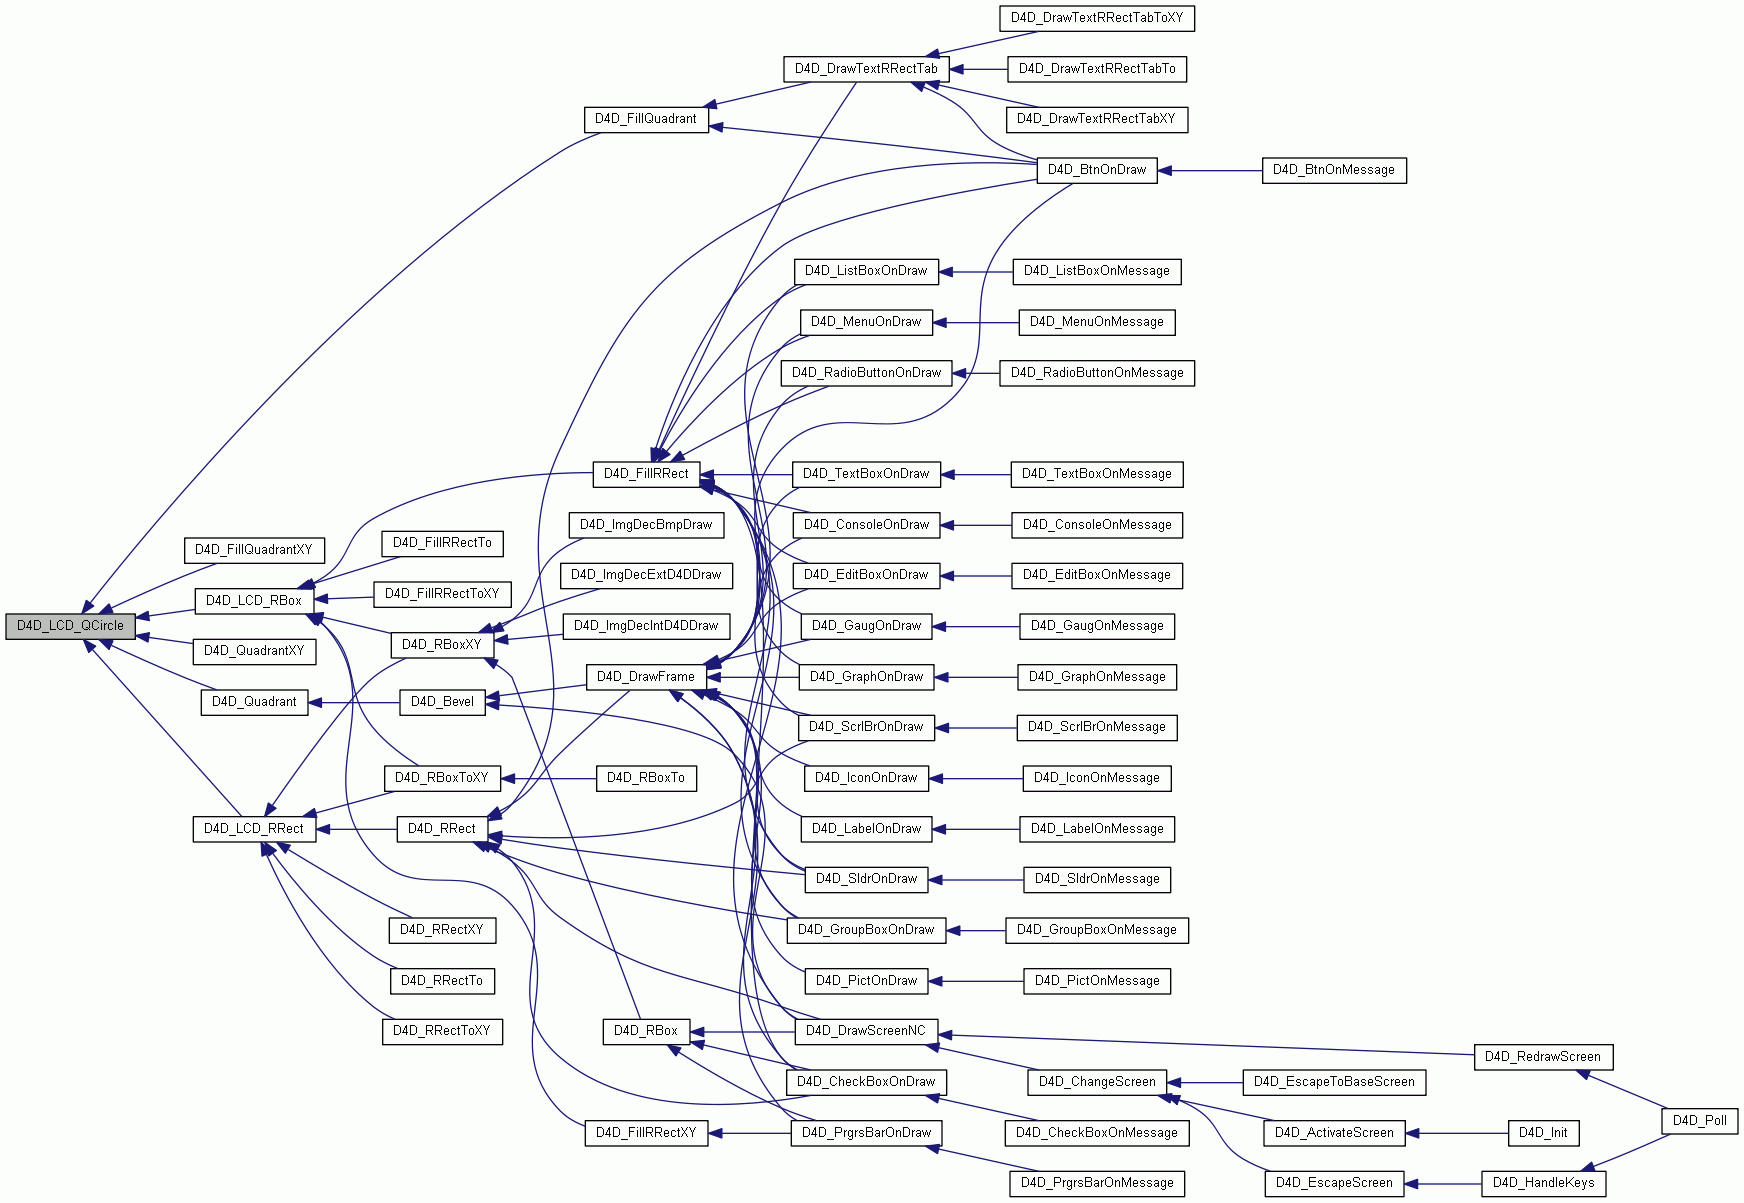 D4D_DrawTextRRectTabToXY
D4D_DrawTextRRectTab
D4D_DrawTextRRectTabTo
D4D_FillQuadrant
D4D_DrawTextRRectTabXY
D4D_BtnOnDraw
D4D_BtnOnMessage
D4D_ListBoxOnDraw
D4D_ListBoxOnMessage
D4D_MenuOnDraw
D4D_MenuOnMessage
D4D_RadioButtonOnDraw
D4D_RadioButtonOnMessage
D4D_FillRRect
D4D_TextBoxOnDraw
D4D_TextBoxOnMessage
D4D_ImgDecBmpDraw
D4D_ConsoleOnDraw
D4D_ConsoleOnMessage
D4D_FillQuadrantXY
D4D_FillRRectTo
D4D_ImgDecExtD4DDraw
D4D_EditBoxOnDraw
D4D_EditBoxOnMessage
D4D_LCD_RBox
D4D_FillRRectToXY
D4D_LCD_QCircle
D4D_ImgDecIntD4DDraw
D4D_GaugOnDraw
D4D_GaugOnMessage
D4D_QuadrantXY
D4D_RBoxXY
D4D_DrawFrame
D4D_GraphOnDraw
D4D_GraphOnMessage
D4D_Quadrant
D4D_Bevel
D4D_ScrlBrOnDraw
D4D_ScrlBrOnMessage
D4D_RBoxToXY
D4D_RBoxTo
D4D_IconOnDraw
D4D_IconOnMessage
D4D_LCD_RRect
D4D_RRect
D4D_LabelOnDraw
D4D_LabelOnMessage
D4D_SldrOnDraw
D4D_SldrOnMessage
D4D_RRectXY
D4D_GroupBoxOnDraw
D4D_GroupBoxOnMessage
D4D_RRectTo
D4D_PictOnDraw
D4D_PictOnMessage
D4D_RRectToXY
D4D_RBox
D4D_DrawScreenNC
D4D_RedrawScreen
D4D_CheckBoxOnDraw
D4D_ChangeScreen
D4D_EscapeToBaseScreen
D4D_Poll
D4D_FillRRectXY
D4D_PrgrsBarOnDraw
D4D_CheckBoxOnMessage
D4D_ActivateScreen
D4D_Init
D4D_PrgrsBarOnMessage
D4D_EscapeScreen
D4D_HandleKeys